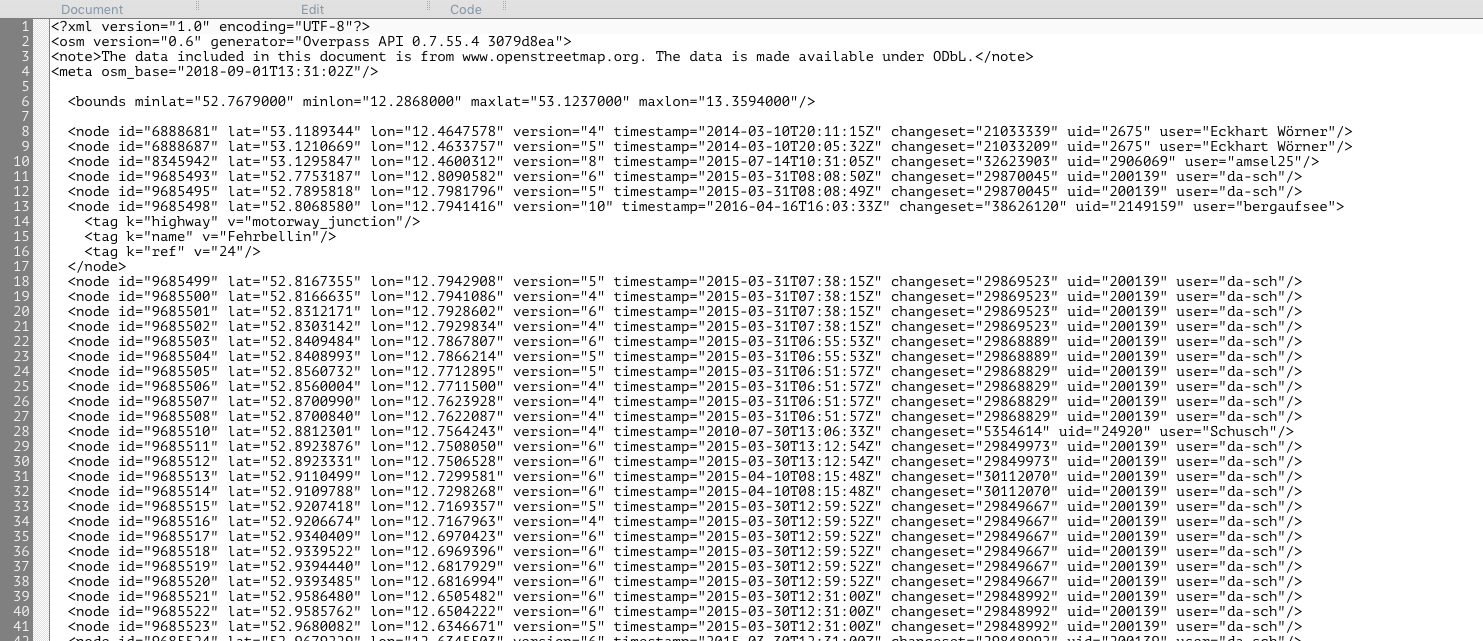 Document Edit Code
1 <?xml version="1.0" encoding="UTF-8"?>
2 <osm version="0.6" generator="Overpass API 0.7.55.4 3079d8ea">
3 <note>The data included in this document is from www.openstreetmap.org. The data is made available under ODbL.</note>
4 <meta osm_base="2018-09-01T13:31:02Z"/>
5
6 <bounds minlat="52.7679000" minlon="12.2868000" maxlat="53.1237000" maxlon="13.3594000"/>
7
8 <node id="6888681" lat="53.1189344" lon="12.4647578" version="4" timestamp="2014-03-10T20:11:15Z" changeset="21033339" uid="2675" user="Eckhart Wörner"/>
9 <node id="6888687" lat="53.1210669" lon="12.4633757" version="5" timestamp="2014-03-10T20:05:32Z" changeset="21033209" uid="2675" user="Eckhart Wörner"/>
10 <node id="8345942" lat="53.1295847" lon="12.4600312" version="8" timestamp="2015-07-14T10:31:05Z" changeset="32623903" uid="2906069" user="amsel25"/>
11 <node id="9685493" lat="52.7753187" lon="12.8090582" version="6" timestamp="2015-03-31T08:08:50Z" changeset="29870045" uid="200139" user="da-sch"/>
12 <node id="9685495" lat="52.7895818" lon="12.7981796" version="5" timestamp="2015-03-31T08:08:49Z" changeset="29870045" uid="200139" user="da-sch"/>
13 <node id="9685498" lat="52.8068580" lon="12.7941416" version="10" timestamp="2016-04-16T16:03:33Z" changeset="38626120" uid="2149159" user="bergaufsee">
14 <tag k="highway" v="motorway_junction"/>
15 <tag k="name" v="Fehrbellin"/>
16 <tag k="ref" v="24"/>
17 </node>
18 <node id="9685499" lat="52.8167355" lon="12.7942908" version="5" timestamp="2015-03-31T07:38:15Z" changeset="29869523" uid="200139" user="da-sch"/>
19 <node id="9685500" lat="52.8166635" lon="12.7941086" version="4" timestamp="2015-03-31T07:38:15Z" changeset="29869523" uid="200139" user="da-sch"/>
20 <node id="9685501" lat="52.8312171" lon="12.7928602" version="6" timestamp="2015-03-31T07:38:15Z" changeset="29869523" uid="200139" user="da-sch"/>
21 <node id="9685502" lat="52.8303142" lon="12.7929834" version="4" timestamp="2015-03-31T07:38:15Z" changeset="29869523" uid="200139" user="da-sch"/>
22 <node id="9685503" lat="52.8409484" lon="12.7867807" version="6" timestamp="2015-03-31T06:55:53Z" changeset="29868889" uid="200139" user="da-sch"/>
23 <node id="9685504" lat="52.8408993" lon="12.7866214" version="5" timestamp="2015-03-31T06:55:53Z" changeset="29868889" uid="200139" user="da-sch"/>
24 <node id="9685505" lat="52.8560732" lon="12.7712895" version="5" timestamp="2015-03-31T06:51:57Z" changeset="29868829" uid="200139" user="da-sch"/>
25 <node id="9685506" lat="52.8560004" lon="12.7711500" version="4" timestamp="2015-03-31T06:51:57Z" changeset="29868829" uid="200139" user="da-sch"/>
26 <node id="9685507" lat="52.8700990" lon="12.7623928" version="4" timestamp="2015-03-31T06:51:57Z" changeset="29868829" uid="200139" user="da-sch"/>
27 <node id="9685508" lat="52.8700840" lon="12.7622087" version="4" timestamp="2015-03-31T06:51:57Z" changeset="29868829" uid="200139" user="da-sch"/>
28 <node id="9685510" lat="52.8812301" lon="12.7564243" version="4" timestamp="2010-07-30T13:06:33Z" changeset="5354614" uid="24920" user="Schusch"/>
29 <node id="9685511" lat="52.8923876" lon="12.7508050" version="6" timestamp="2015-03-30T13:12:54Z" changeset="29849973" uid="200139" user="da-sch"/>
30 <node id="9685512" lat="52.8923331" lon="12.7506528" version="6" timestamp="2015-03-30T13:12:54Z" changeset="29849973" uid="200139" user="da-sch"/>
31 <node id="9685513" lat="52.9110499" lon="12.7299581" version="6" timestamp="2015-04-10T08:15:48Z" changeset="30112070" uid="200139" user="da-sch"/>
32 <node id="9685514" lat="52.9109788" lon="12.7298268" version="6" timestamp="2015-04-10T08:15:48Z" changeset="30112070" uid="200139" user="da-sch"/>
33 <node id="9685515" lat="52.9207418" lon="12.7169357" version="5" timestamp="2015-03-30T12:59:52Z" changeset="29849667" uid="200139" user="da-sch"/>
34 <node id="9685516" lat="52.9206674" lon="12.7167963" version="4" timestamp="2015-03-30T12:59:52Z" changeset="29849667" uid="200139" user="da-sch"/>
35 <node id="9685517" lat="52.9340409" lon="12.6970423" version="6" timestamp="2015-03-30T12:59:52Z" changeset="29849667" uid="200139" user="da-sch"/>
36 <node id="9685518" lat="52.9339522" lon="12.6969396" version="6" timestamp="2015-03-30T12:59:52Z" changeset="29849667" uid="200139" user="da-sch"/>
37 <node id="9685519" lat="52.9394440" lon="12.6817929" version="6" timestamp="2015-03-30T12:59:52Z" changeset="29849667" uid="200139" user="da-sch"/>
38 <node id="9685520" lat="52.9393485" lon="12.6816994" version="6" timestamp="2015-03-30T12:59:52Z" changeset="29849667" uid="200139" user="da-sch"/>
39 <node id="9685521" lat="52.9586480" lon="12.6505482" version="6" timestamp="2015-03-30T12:31:00Z" changeset="29848992" uid="200139" user="da-sch"/>
40 <node id="9685522" lat="52.9585762" lon="12.6504222" version="6" timestamp="2015-03-30T12:31:00Z" changeset="29848992" uid="200139" user="da-sch"/>
41 <node id="9685523" lat="52.9680082" lon="12.6346671" version="5" timestamp="2015-03-30T12:31:00Z" changeset="29848992" uid="200139" user="da-sch"/>